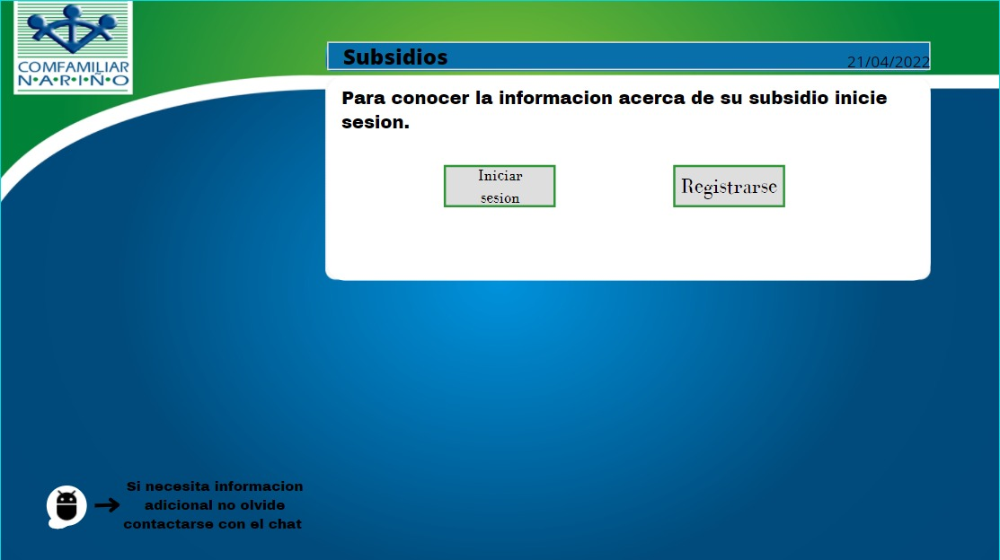 COMFAMILIAR
N•A•R•I•Ñ•O
Subsidios
21/04/2022
Para conocer la informacion acerca de su subsidio inicie
sesion.
Iniciar
sesion
Registrarse
Si necesita informacion
adicional no olvide
contactarse con el chat